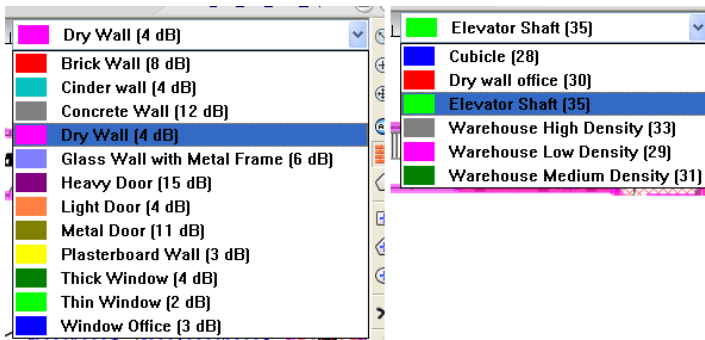 Dry Wall (4 dB)
Brick Wall (8 dB)
Cinder wall (4 dB)
Concrete Wall (12 dB)
Dry Wall (4 dB)
Glass Wall with Metal Frame (6 dB)
Heavy Door (15 dB)
Light Door (4 dB)
Metal Door (11 dB)
Plasterboard Wall (3 dB)
Thick Window (4 dB)
Thin Window (2 dB)
Window Office (3 dB)
Elevator Shaft (35)
Cubicle (28)
Dry wall office (30)
Elevator Shaft (35)
Warehouse High Density (33)
Warehouse Low Density (29)
Warehouse Medium Density (31)